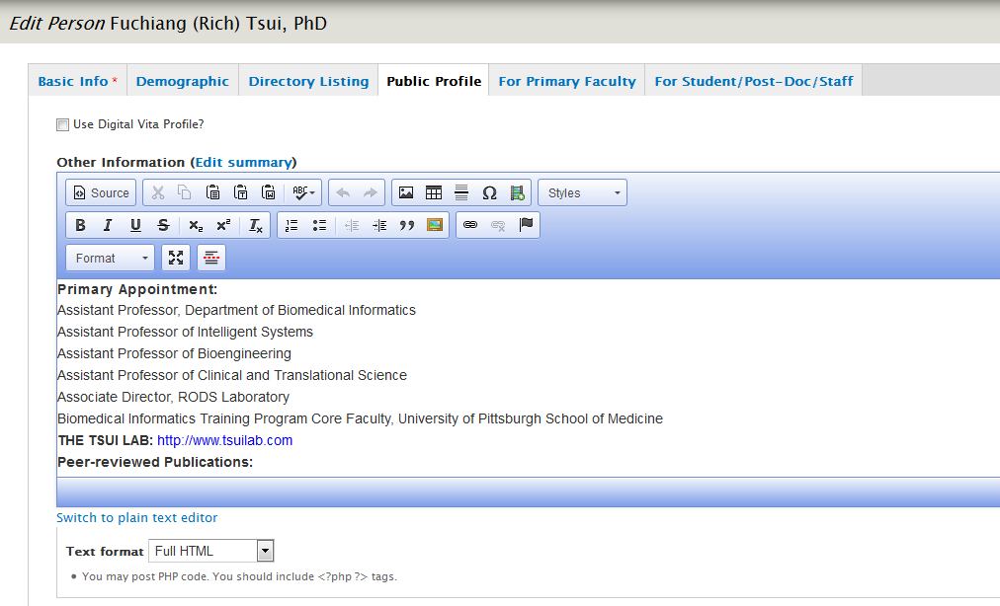 Edit Person Fuchiang (Rich) Tsui, PhD
Basic Info * Demographic Directory Listing Public Profile For Primary Faculty For Student/Post-Doc/Staff
Use Digital Vita Profile?
Other Information (Edit summary)
Source ABC Ω Styles
B I U S x₂ x² Tx
Format
Primary Appointment:
Assistant Professor, Department of Biomedical Informatics
Assistant Professor of Intelligent Systems
Assistant Professor of Bioengineering
Assistant Professor of Clinical and Translational Science
Associate Director, RODS Laboratory
Biomedical Informatics Training Program Core Faculty, University of Pittsburgh School of Medicine
THE TSUI LAB: http://www.tsuilab.com
Peer-reviewed Publications:
Switch to plain text editor
Text format Full HTML
• You may post PHP code. You should include <?php ?> tags.